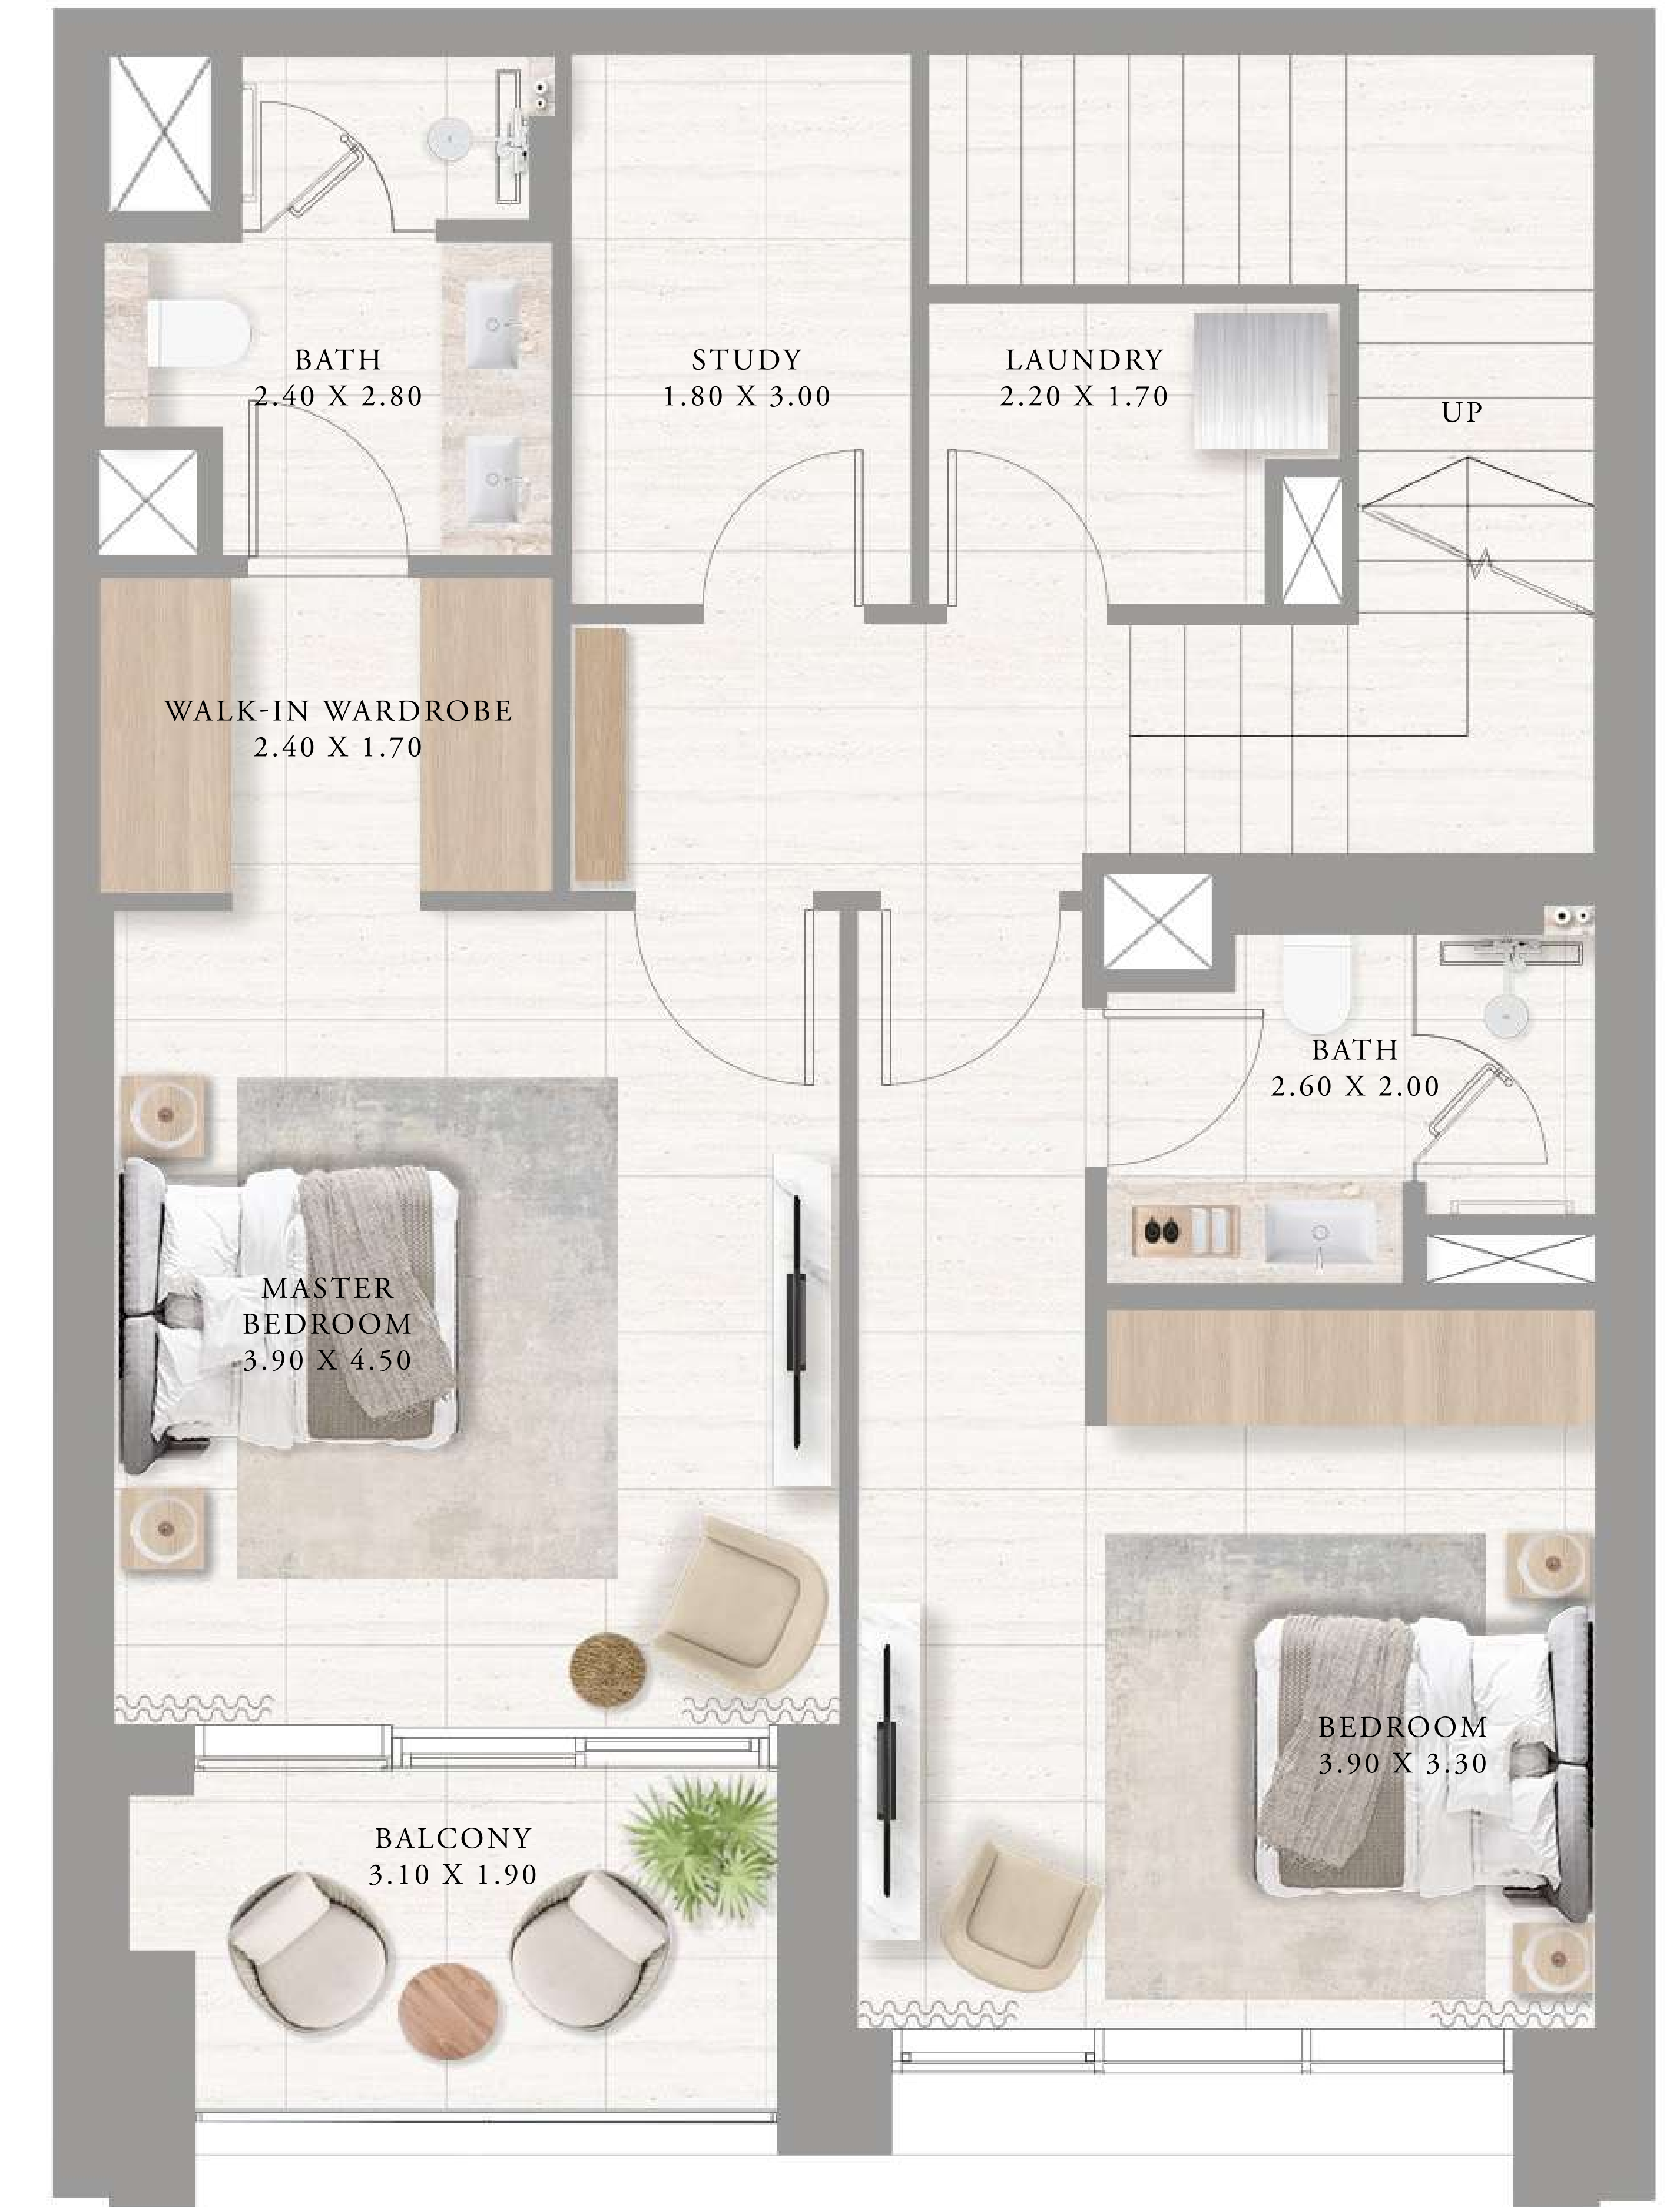 BATH
2.40 X 2.80
STUDY
1.80 X 3.00
LAUNDRY
2.20 X 1.70
UP
WALK-IN WARDROBE
2.40 X 1.70
BATH
2.60 X 2.00
MASTER
BEDROOM
3.90 X 4.50
BEDROOM
3.90 X 3.30
BALCONY
3.10 X 1.90